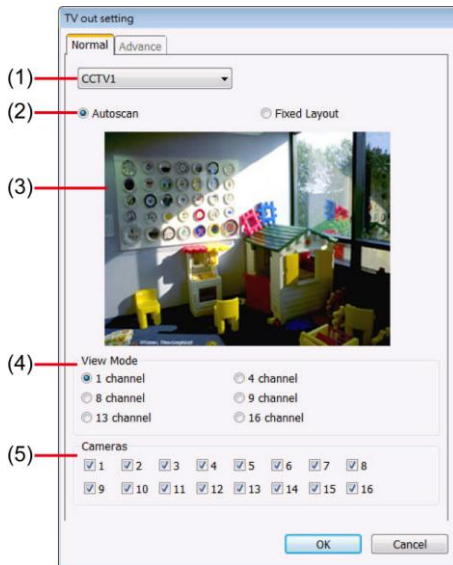 TV out setting
Normal Advance
(1) CCTV1
(2) Autoscan Fixed Layout
(3)
(4) View Mode
1 channel 4 channel
8 channel 9 channel
13 channel 16 channel
(5) Cameras
1 2 3 4 5 6 7 8
9 10 11 12 13 14 15 16
OK Cancel